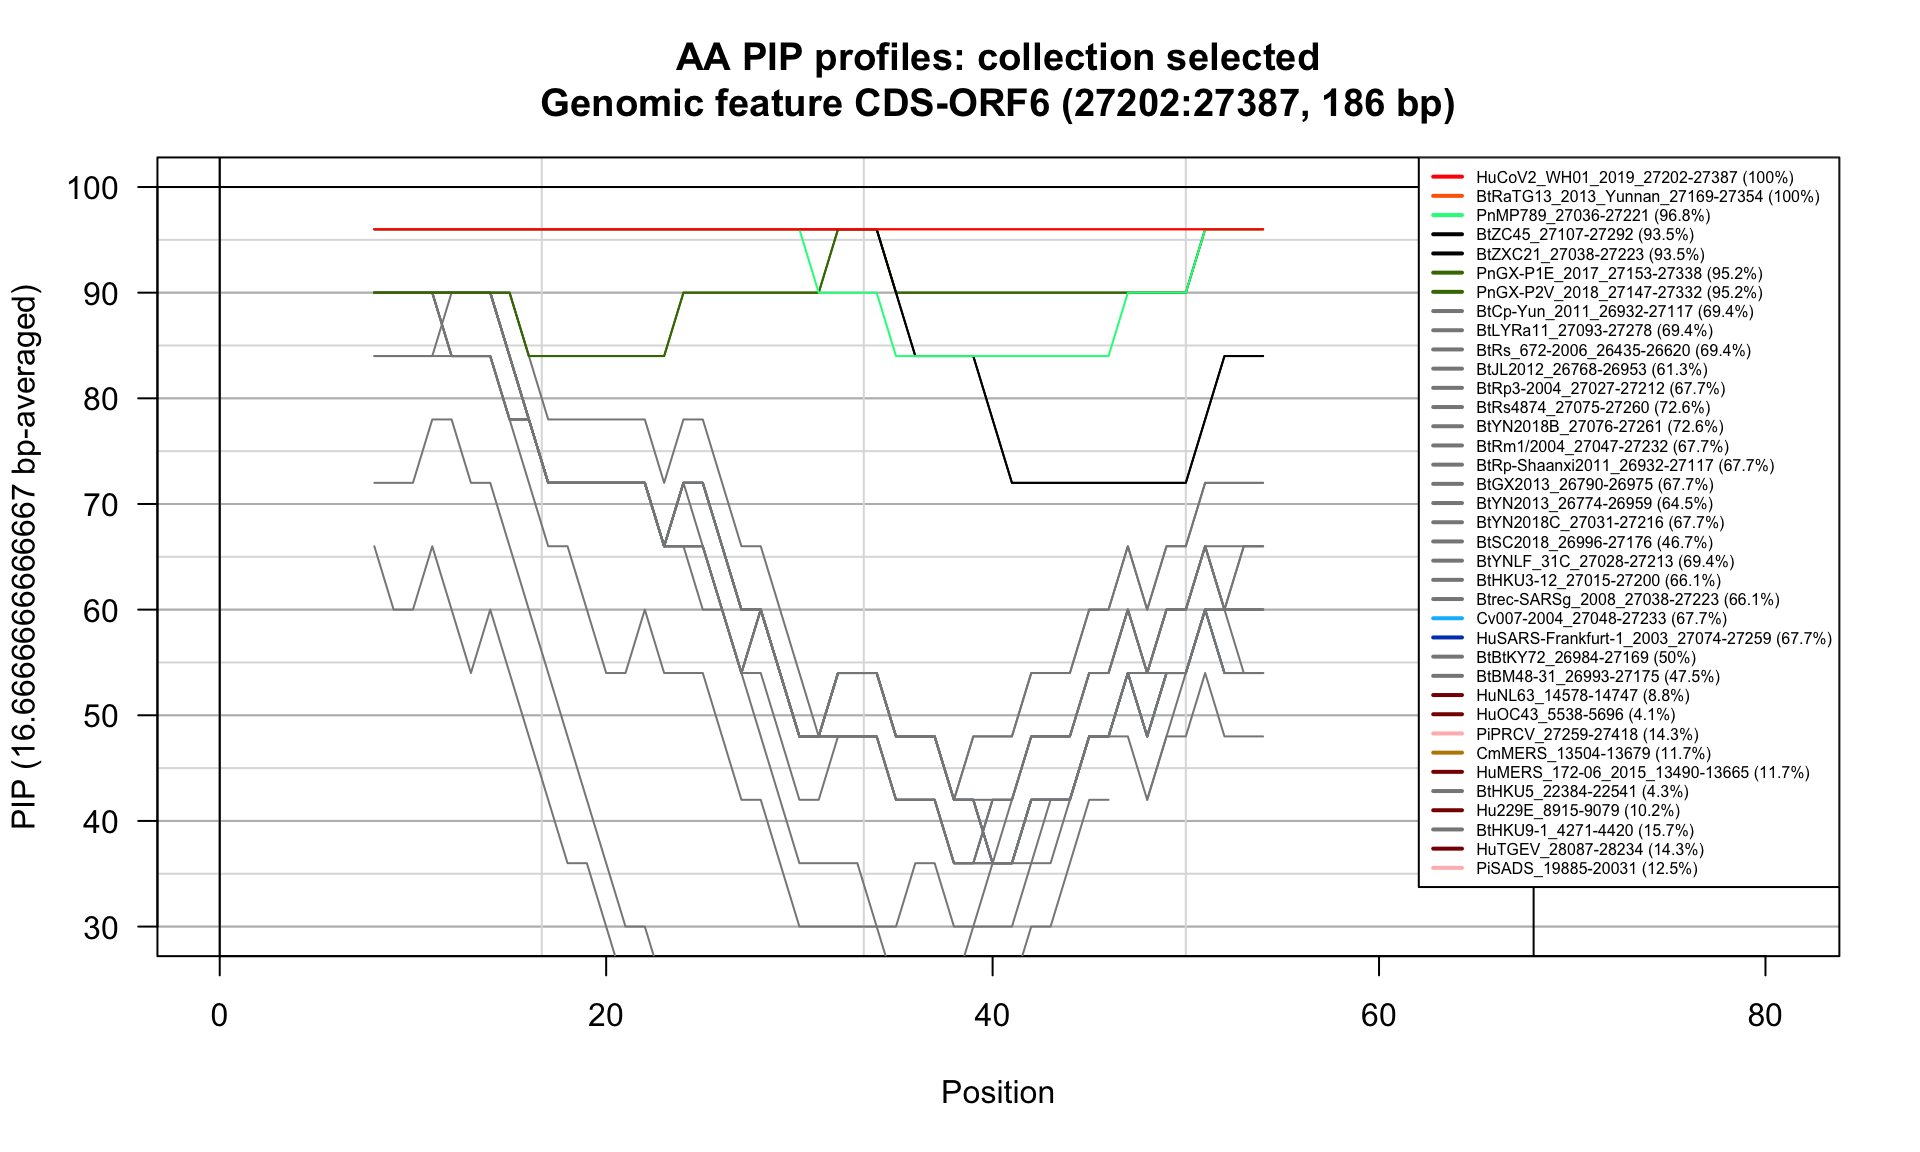 AA PIP profiles: collection selected
Genomic feature CDS-ORF6 (27202:27387, 186 bp)
PIP (16.6666666666667 bp-averaged)
100
90
80
70
60
50
40
30
0
20
40
60
80
Position
HuCoV2_WH01_2019_27202-27387 (100%)
BtRaTG13_2013_Yunnan_27169-27354 (100%)
PnMP789_27036-27221 (96.8%)
BtZC45_27107-27292 (93.5%)
BtZXC21_27038-27223 (93.5%)
PnGX-P1E_2017_27153-27338 (95.2%)
PnGX-P2V_2018_27147-27332 (95.2%)
BtCp-Yun_2011_26932-27117 (69.4%)
BtLYRa11_27093-27278 (69.4%)
BtRs_672-2006_26435-26620 (69.4%)
BtJL2012_26768-26953 (61.3%)
BtRp3-2004_27027-27212 (67.7%)
BtRs4874_27075-27260 (72.6%)
BtYN2018B_27076-27261 (72.6%)
BtRm1/2004_27047-27232 (67.7%)
BtRp-Shaanxi2011_26932-27117 (67.7%)
BtGX2013_26790-26975 (67.7%)
BtYN2013_26774-26959 (64.5%)
BtYN2018C_27031-27216 (67.7%)
BtSC2018_26996-27176 (46.7%)
BtYNLF_31C_27028-27213 (69.4%)
BtHKU3-12_27015-27200 (66.1%)
Btrec-SARSg_2008_27038-27223 (66.1%)
Cv007-2004_27048-27233 (67.7%)
HuSARS-Frankfurt-1_2003_27074-27259 (67.7%)
BtBtKY72_26984-27169 (50%)
BtBM48-31_26993-27175 (47.5%)
HuNL63_14578-14747 (8.8%)
HuOC43_5538-5696 (4.1%)
PiPRCV_27259-27418 (14.3%)
CmMERS_13504-13679 (11.7%)
HuMERS_172-06_2015_13490-13665 (11.7%)
BtHKU5_22384-22541 (4.3%)
Hu229E_8915-9079 (10.2%)
BtHKU9-1_4271-4420 (15.7%)
HuTGEV_28087-28234 (14.3%)
PiSADS_19885-20031 (12.5%)